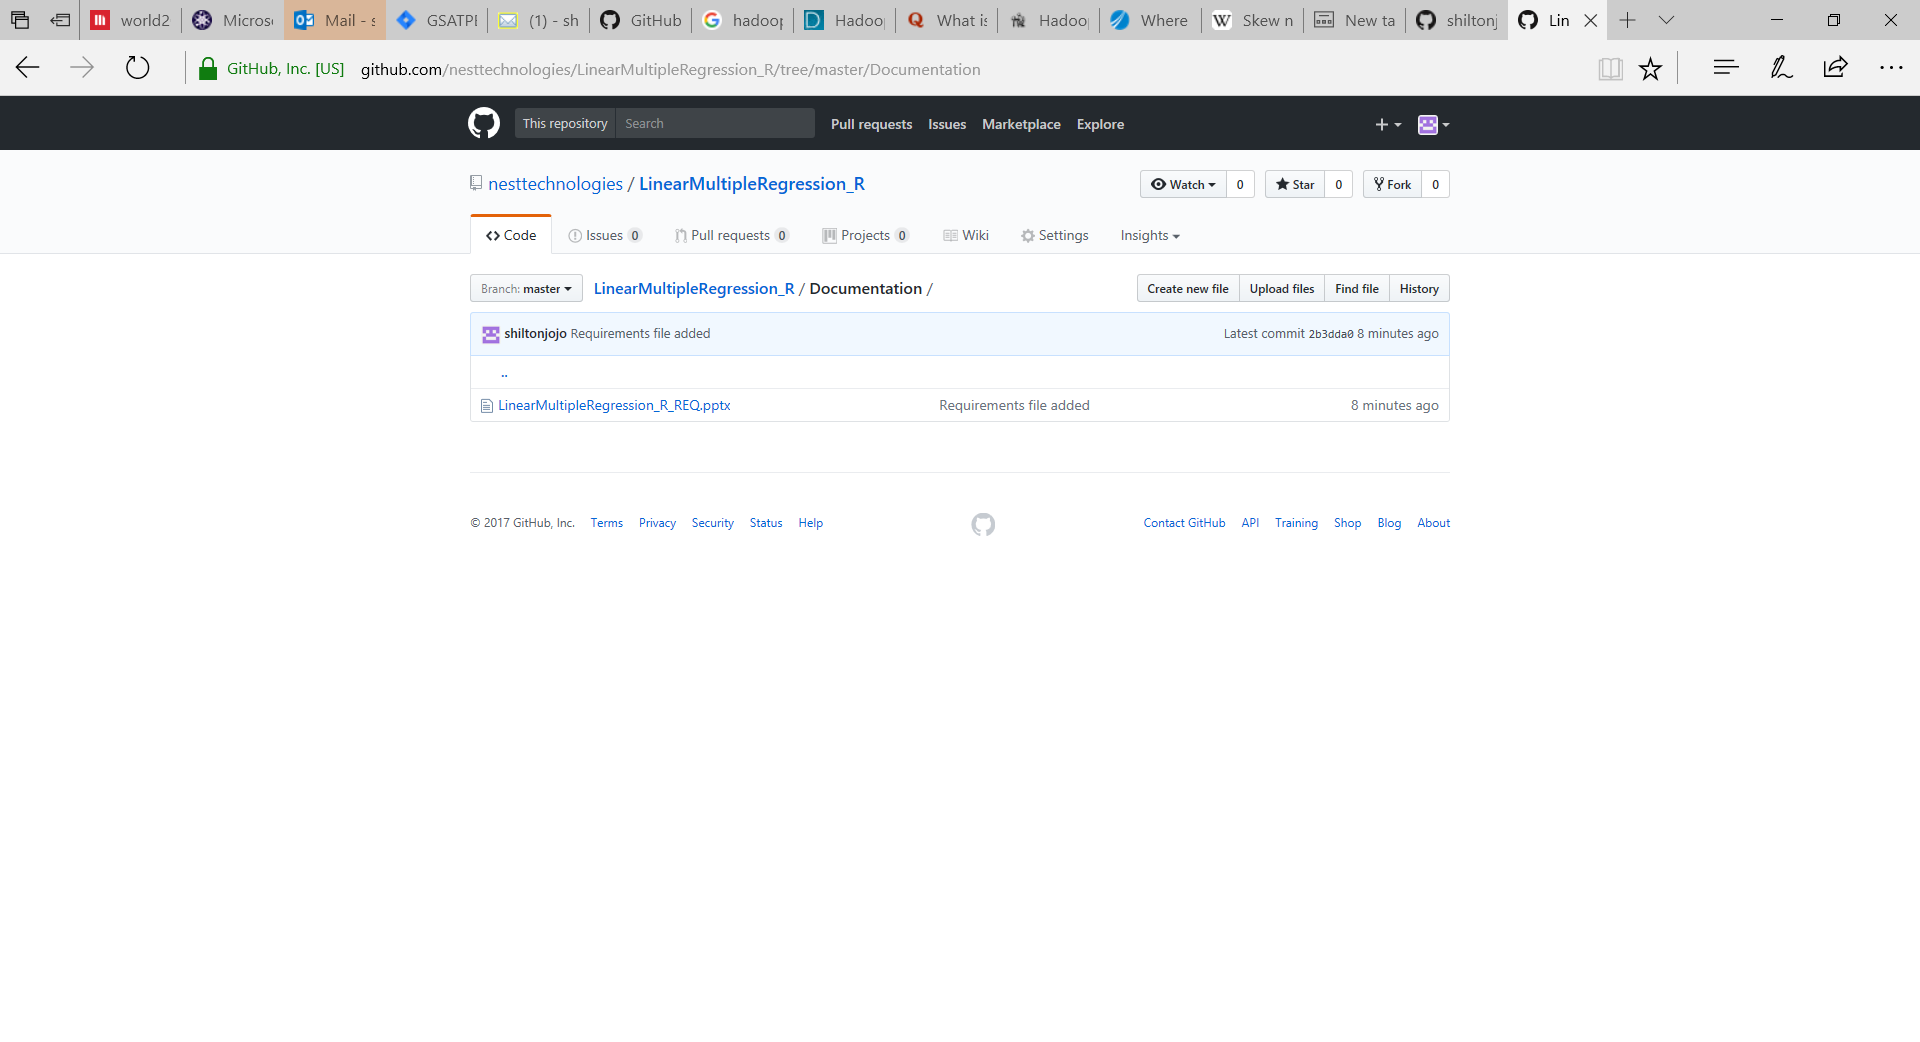 world2
Micros
Mail - s
GSATPI
(1) - sh
GitHub
hadoop
Hadoo
What is
Hadoo
Where
Skew n
New ta
shiltonj
Lin
GitHub, Inc. [US] github.com/nesttechnologies/LinearMultipleRegression_R/tree/master/Documentation
This repository Search Pull requests Issues Marketplace Explore
nesttechnologies / LinearMultipleRegression_R Watch 0 Star 0 Fork 0
Code Issues 0 Pull requests 0 Projects 0 Wiki Settings Insights
Branch: master LinearMultipleRegression_R / Documentation / Create new file Upload files Find file History
shiltonjojo Requirements file added Latest commit 2b3dda0 8 minutes ago
..
LinearMultipleRegression_R_REQ.pptx Requirements file added 8 minutes ago
© 2017 GitHub, Inc. Terms Privacy Security Status Help Contact GitHub API Training Shop Blog About